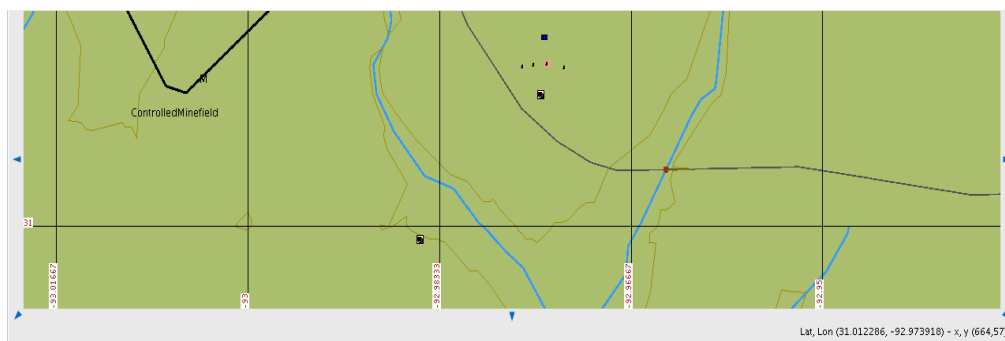 M
ControlledMinefield
31
-93.01667
-93
-92.98333
-92.96667
-92.95
Lat, Lon (31.012286, -92.973918) - x, y (664,57